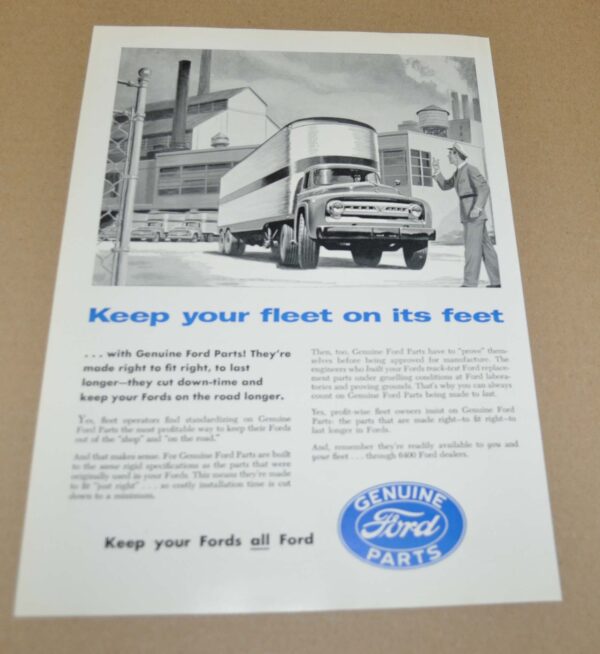 Keep your fleet on its feet
. . . with Genuine Ford Parts! They're
made right to fit right, to last
longer—they cut down-time and
keep your Fords on the road longer.
Yes, fleet operators find standardizing on Genuine
Ford Parts the most profitable way to keep their Fords
out of the "shop" and "on the road."
And that makes sense. For Genuine Ford Parts are built
to the same rigid specifications as the parts that were
originally used in your Fords. This means they're made
to fit "just right" . . . so costly installation time is cut
down to a minimum.
Then, too, Genuine Ford Parts have to "prove" them-
selves before being approved for manufacture. The
engineers who built your Fords track-test Ford replace-
ment parts under gruelling conditions at Ford labora-
tories and proving grounds. That's why you can always
count on Genuine Ford Parts being made to last.
Yes, profit-wise fleet owners insist on Genuine Ford
Parts: the parts that are made right—to fit right—to
last longer in Fords.
And, remember they're readily available to you and
your fleet . . . through 6400 Ford dealers.
Keep your Fords all Ford
GENUINE
Ford
PARTS